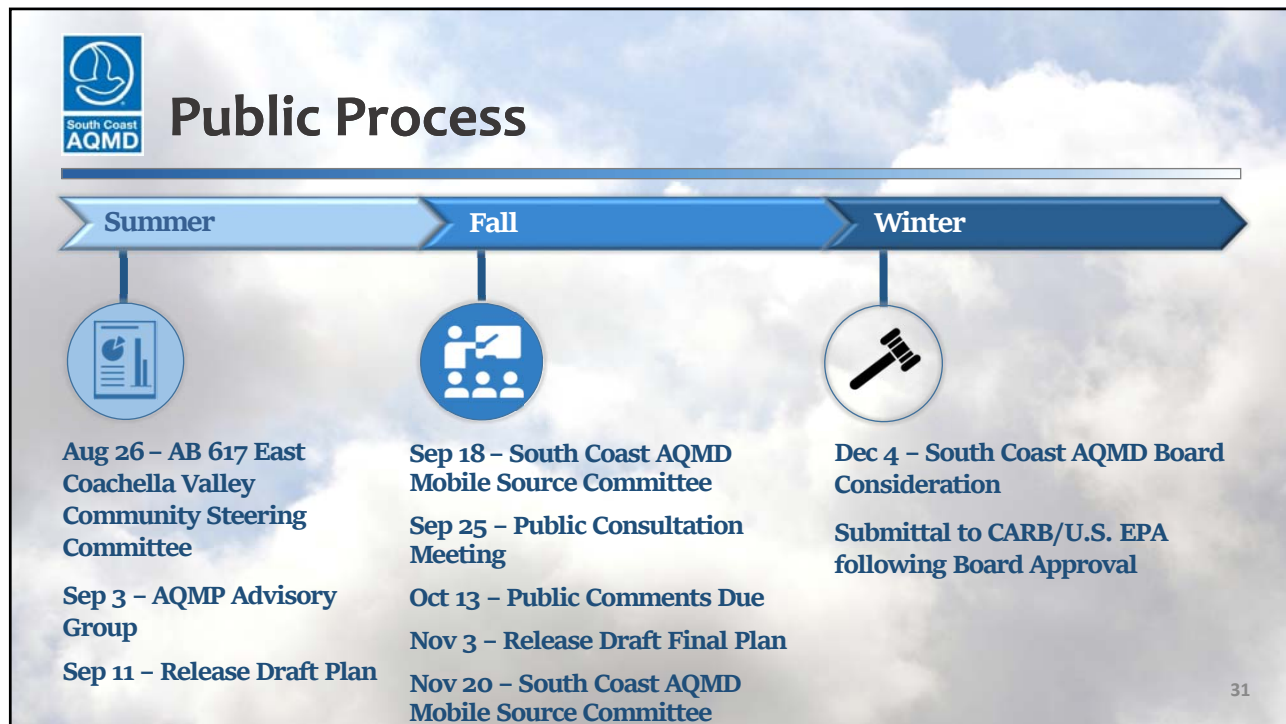 South Coast
AQMD
Public Process
Summer
Fall
Winter
Aug 26 – AB 617 East
Coachella Valley
Community Steering
Committee
Sep 3 – AQMP Advisory
Group
Sep 11 – Release Draft Plan
Sep 18 – South Coast AQMD
Mobile Source Committee
Sep 25 – Public Consultation
Meeting
Oct 13 – Public Comments Due
Nov 3 – Release Draft Final Plan
Nov 20 – South Coast AQMD
Mobile Source Committee
Dec 4 – South Coast AQMD Board
Consideration
Submittal to CARB/U.S. EPA
following Board Approval
31